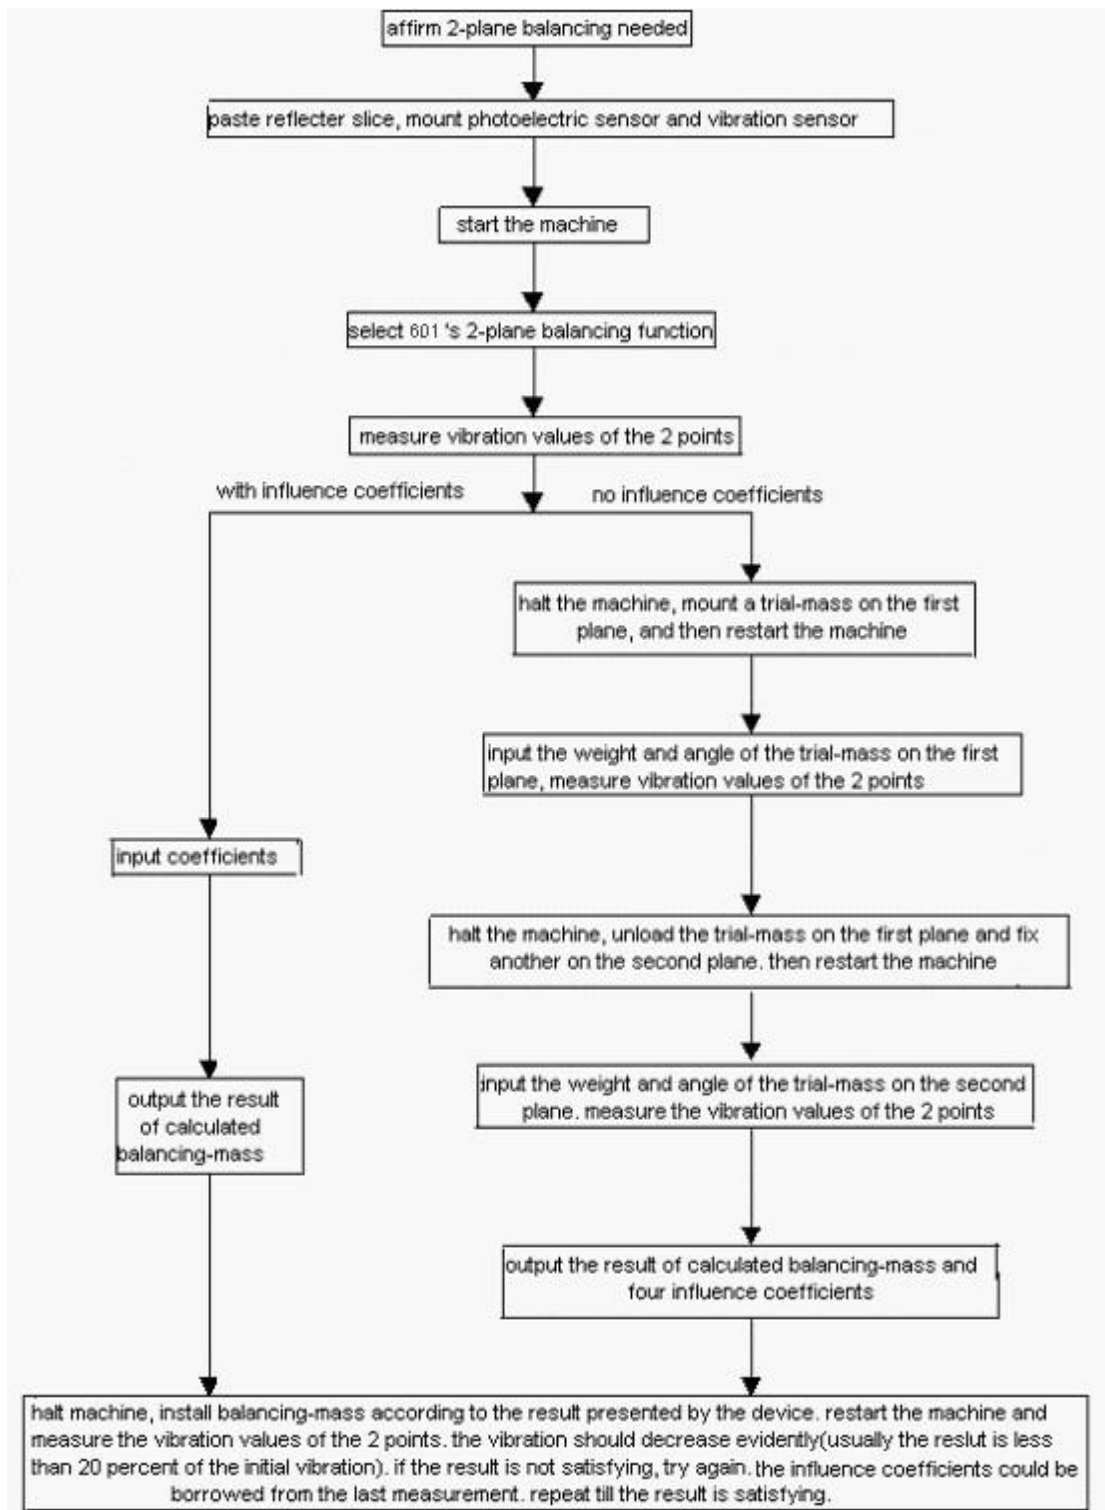 affirm 2-plane balancing needed
paste reflecter slice, mount photoelectric sensor and vibration sensor
start the machine
select 601 's 2-plane balancing function
measure vibration values of the 2 points
with influence coefficients
no influence coefficients
halt the machine, mount a trial-mass on the first
plane, and then restart the machine
input the weight and angle of the trial-mass on the first
plane, measure vibration values of the 2 points
input coefficients
halt the machine, unload the trial-mass on the first plane and fix
another on the second plane. then restart the machine
input the weight and angle of the trial-mass on the second
plane. measure the vibration values of the 2 points
output the result
of calculated
balancing-mass
output the result of calculated balancing-mass and
four influence coefficients
halt machine, install balancing-mass according to the result presented by the device. restart the machine and
measure the vibration values of the 2 points. the vibration should decrease evidently(usually the reslut is less
than 20 percent of the initial vibration). if the result is not satisfying, try again. the influence coefficients could be
borrowed from the last measurement. repeat till the result is satisfying.